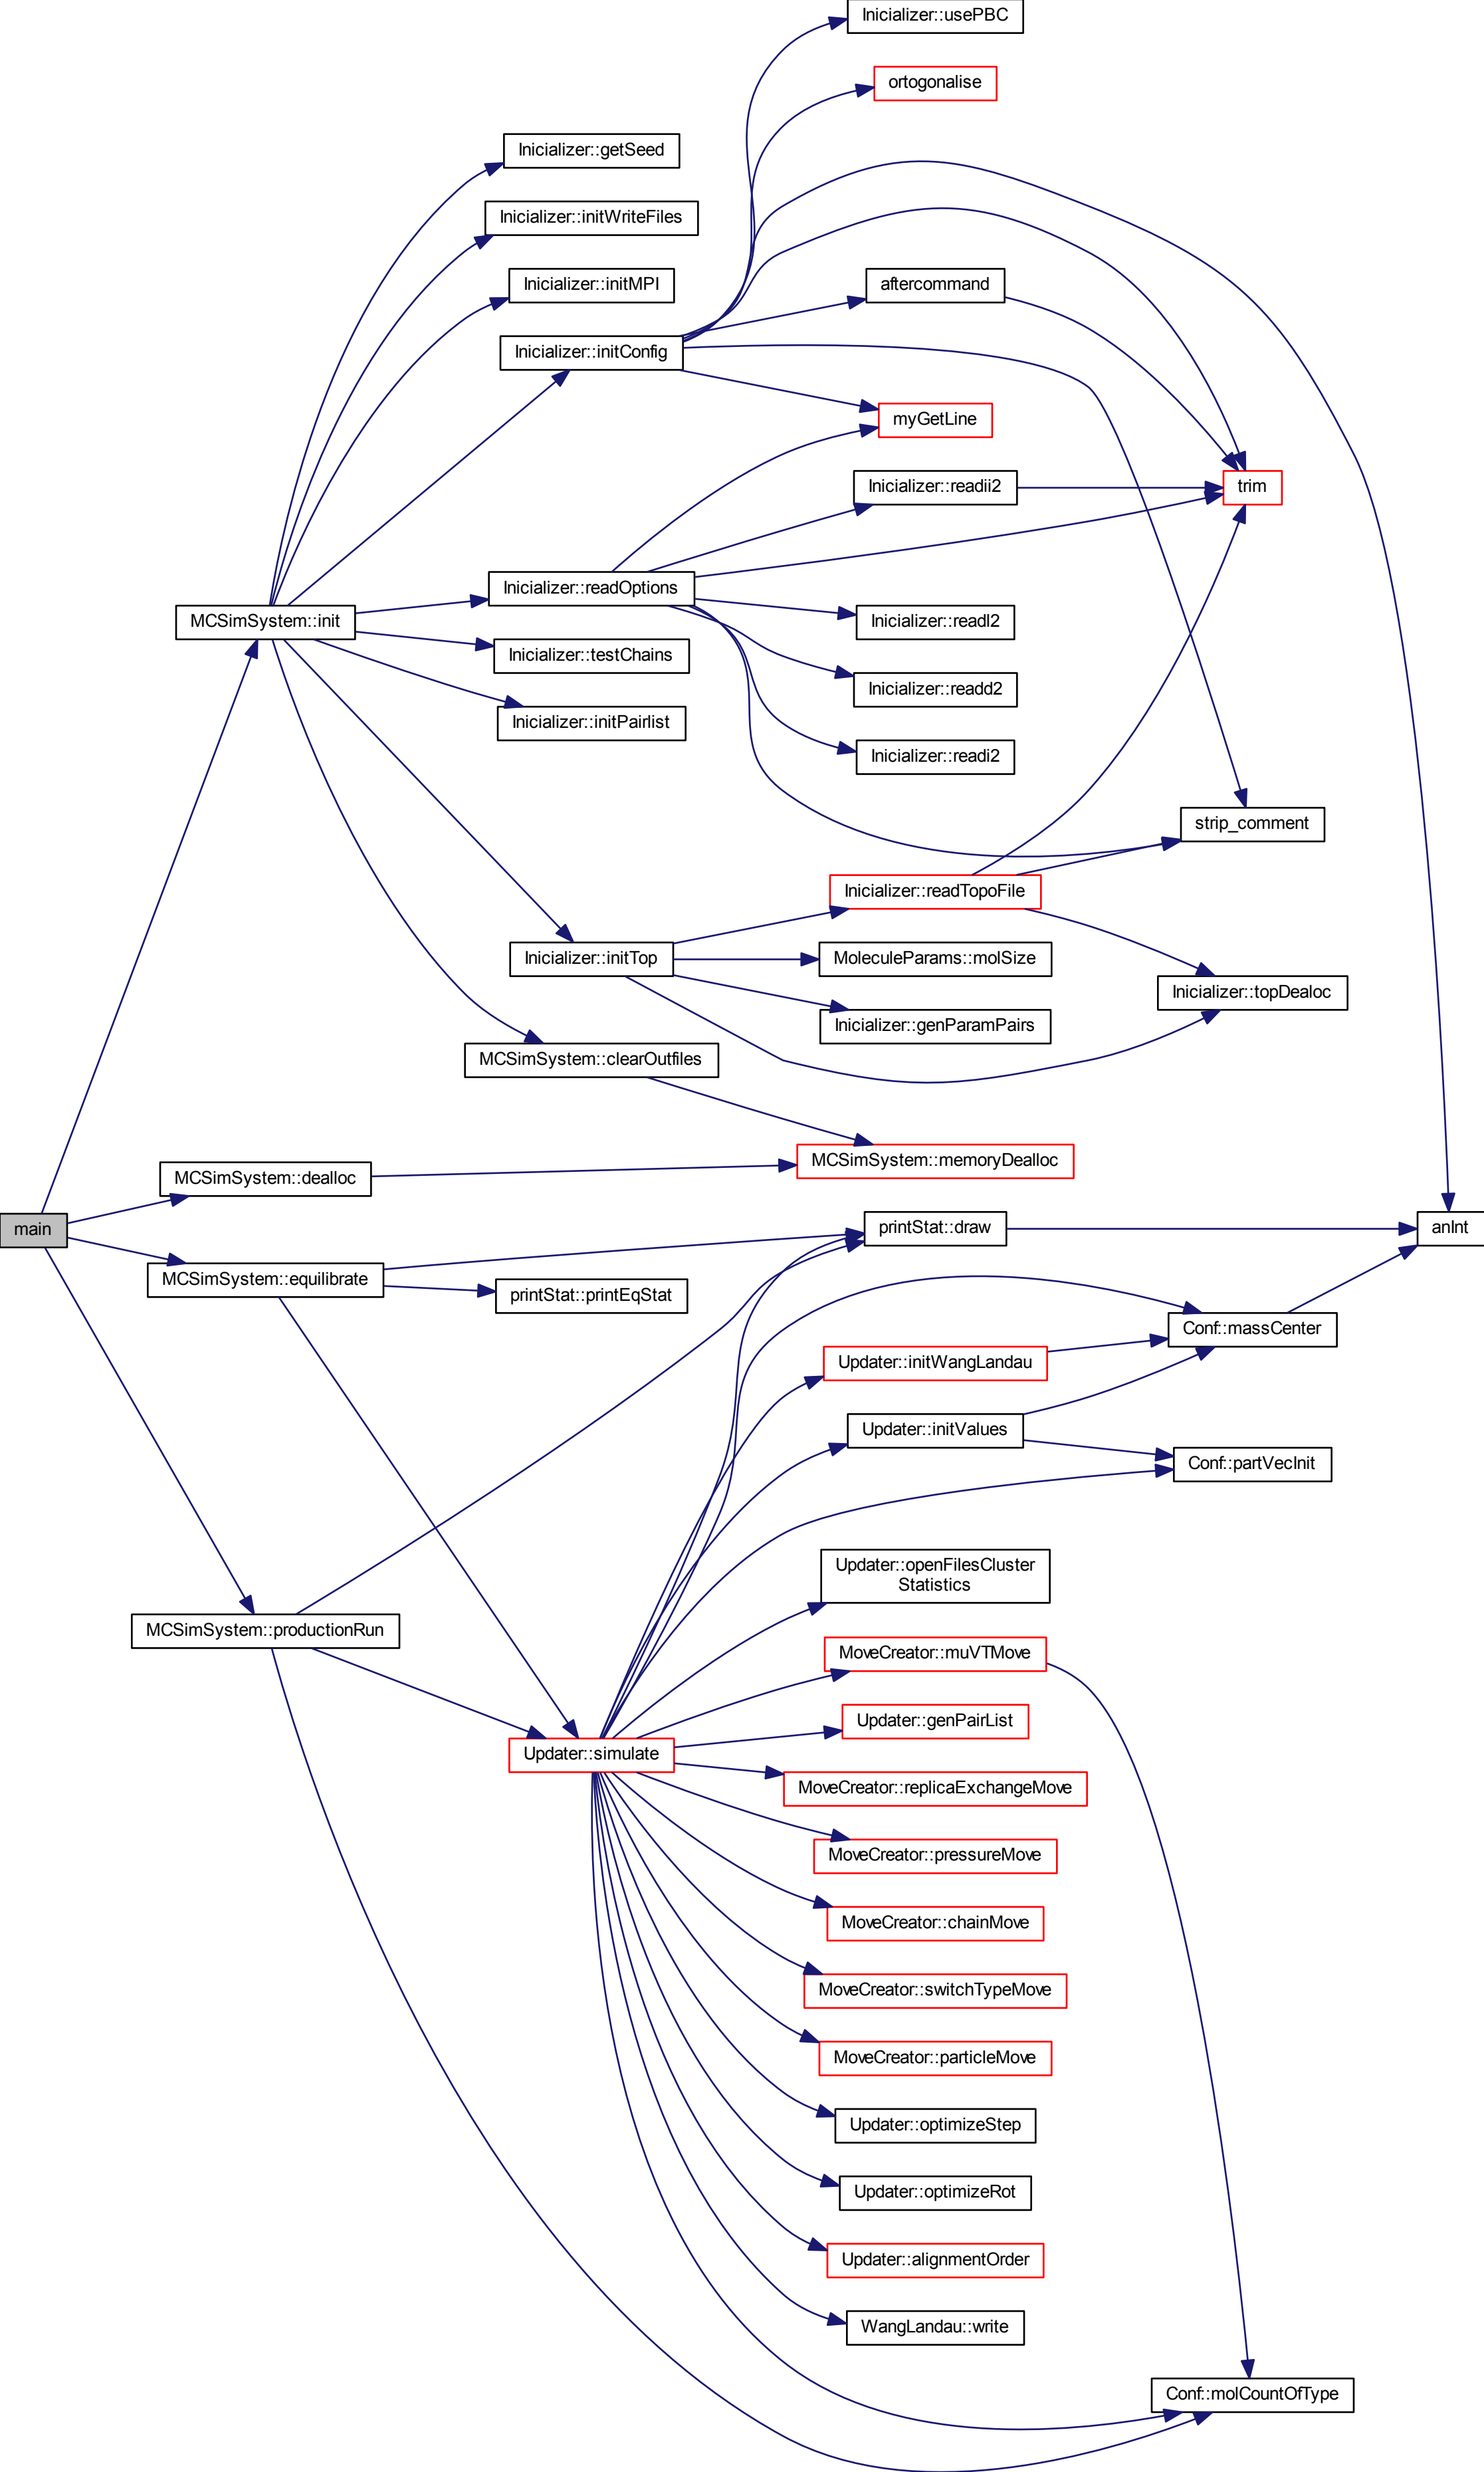 Inicializer::usePBC
ortogonalise
Inicializer::getSeed
Inicializer::initWriteFiles
Inicializer::initMPI
aftercommand
Inicializer::initConfig
myGetLine
Inicializer::readii2
trim
Inicializer::readOptions
MCSimSystem::init
Inicializer::readl2
Inicializer::testChains
Inicializer::readd2
Inicializer::initPairlist
Inicializer::readi2
strip_comment
Inicializer::readTopoFile
Inicializer::initTop
MoleculeParams::molSize
Inicializer::topDealoc
Inicializer::genParamPairs
MCSimSystem::clearOutfiles
MCSimSystem::memoryDealloc
MCSimSystem::dealloc
main
printStat::draw
anInt
MCSimSystem::equilibrate
printStat::printEqStat
Conf::massCenter
Updater::initWangLandau
Updater::initValues
Conf::partVecInit
Updater::openFilesCluster
Statistics
MCSimSystem::productionRun
MoveCreator::muVTMove
Updater::genPairList
Updater::simulate
MoveCreator::replicaExchangeMove
MoveCreator::pressureMove
MoveCreator::chainMove
MoveCreator::switchTypeMove
MoveCreator::particleMove
Updater::optimizeStep
Updater::optimizeRot
Updater::alignmentOrder
WangLandau::write
Conf::molCountOfType